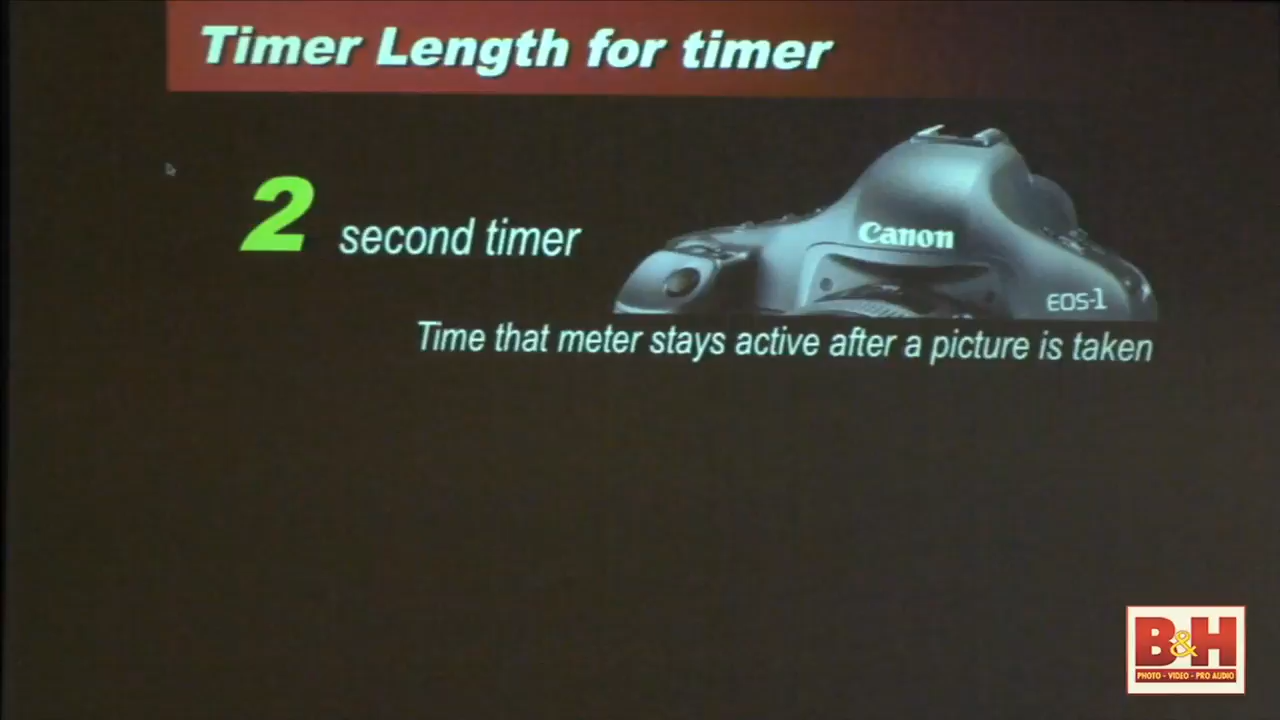 Timer Length for timer
2 second timer
Canon
EOS-1
Time that meter stays active after a picture is taken
B&H
PHOTO - VIDEO - PRO AUDIO